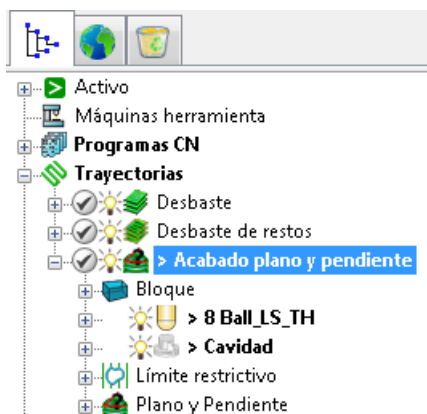 Activo
Máquinas herramienta
Programas CN
Trayectorias
Desbaste
Desbaste de restos
> Acabado plano y pendiente
Bloque
> 8 Ball_LS_TH
> Cavidad
Límite restrictivo
Plano y Pendiente